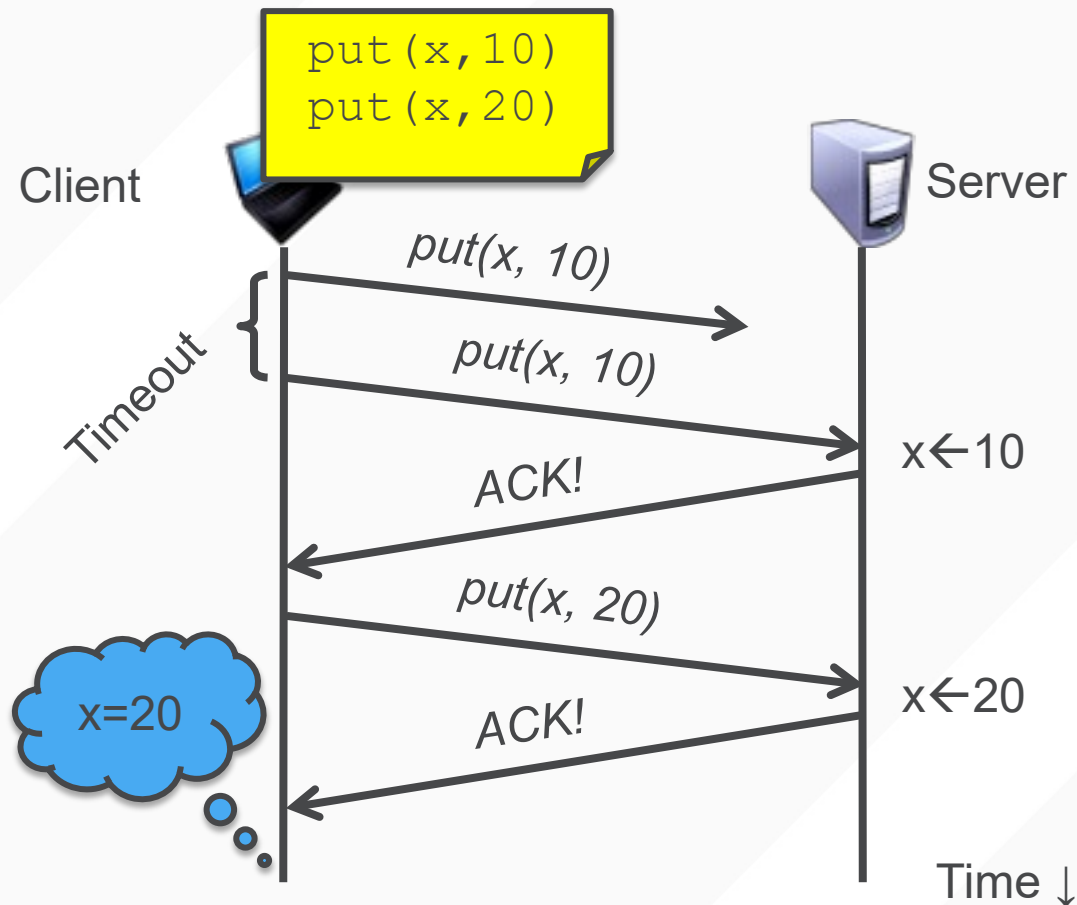 put(x,10)
put(x,20)
Client
Server
put(x, 10)
Timeout
put(x, 10)
x←10
ACK!
put(x, 20)
x=20
x←20
ACK!
Time ↓